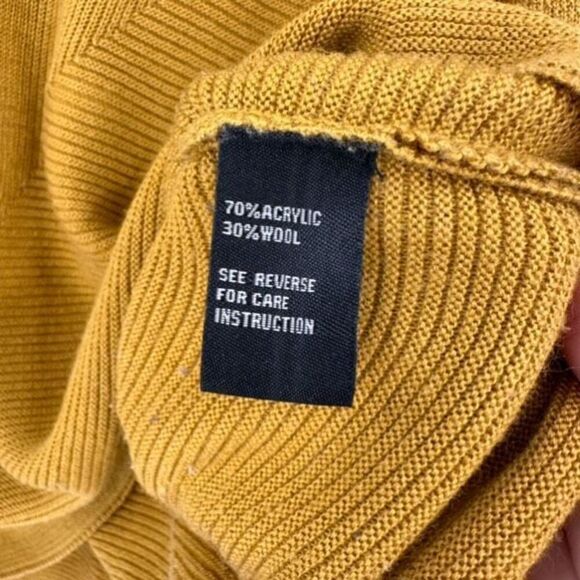 70%ACRYLIC
30%WOOL
SEE REVERSE
FOR CARE
INSTRUCTION